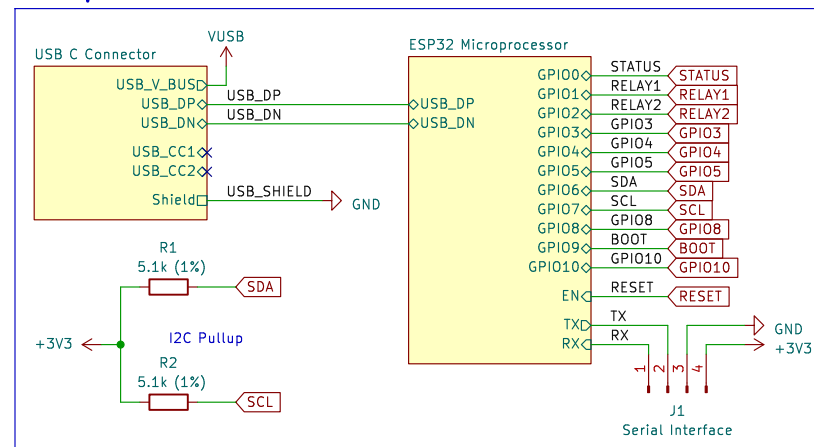 VUSB
USB C Connector
USB_V_BUS
USB_DP
USB_DN
USB_CC1
USB_CC2
Shield
USB_DP
USB_DN
USB_SHIELD
GND
ESP32 Microprocessor
USB_DP
USB_DN
GPIO0 STATUS STATUS
GPIO1 RELAY1 RELAY1
GPIO2 RELAY2 RELAY2
GPIO3 GPIO3 GPIO3
GPIO4 GPIO4 GPIO4
GPIO5 GPIO5 GPIO5
GPIO6 SDA SDA
GPIO7 SCL SCL
GPIO8 GPIO8 GPIO8
GPIO9 BOOT BOOT
GPIO10 GPIO10 GPIO10
EN RESET RESET
TX TX
RX RX
GND
+3V3
1 2 3 4
J1
Serial Interface
R1
5.1k (1%)
SDA
+3V3
I2C Pullup
R2
5.1k (1%)
SCL